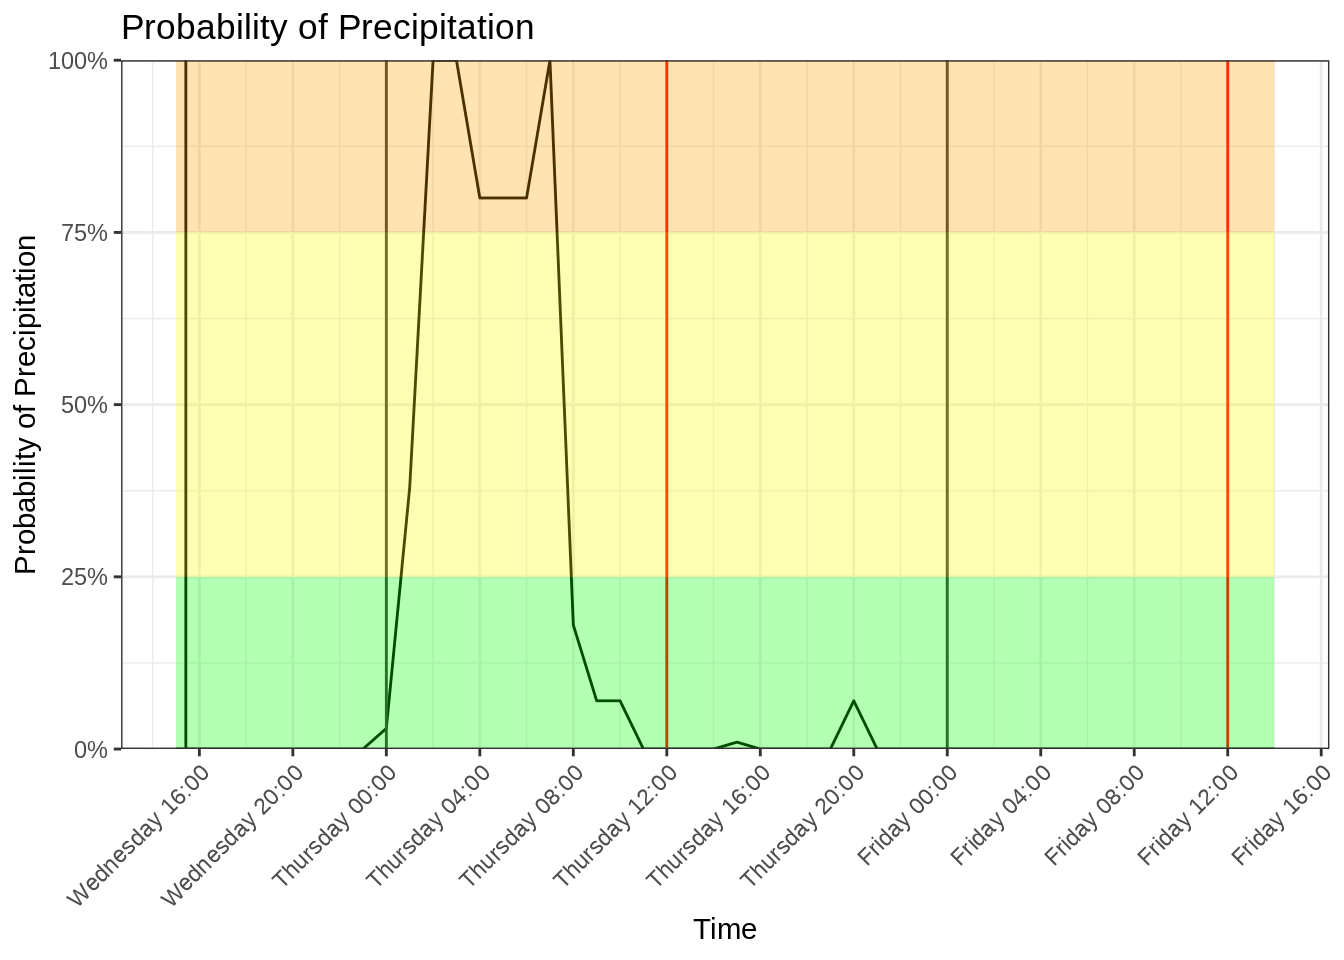 Probability of Precipitation
100%
75%
50%
25%
0%
Probability of Precipitation
Wednesday 16:00
Wednesday 20:00
Thursday 00:00
Thursday 04:00
Thursday 08:00
Thursday 12:00
Thursday 16:00
Thursday 20:00
Friday 00:00
Friday 04:00
Friday 08:00
Friday 12:00
Friday 16:00
Time